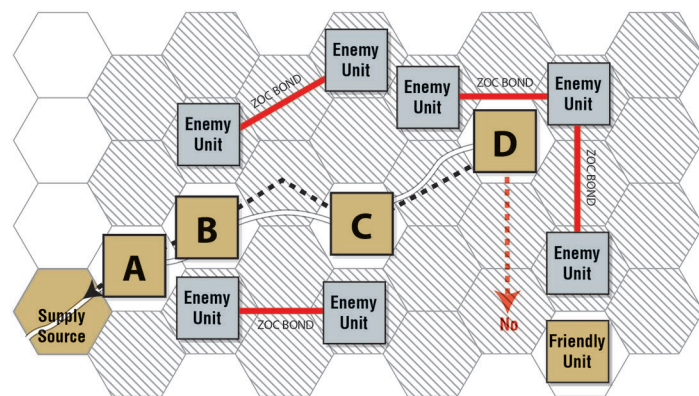 Enemy
Unit
ZOC BOND
Enemy
Unit
Enemy
Unit
ZOC BOND
Enemy
Unit
D
ZOC BOND
B
C
A
Enemy
Unit
Supply
Source
Enemy
Unit
ZOC BOND
Enemy
Unit
No
Friendly
Unit